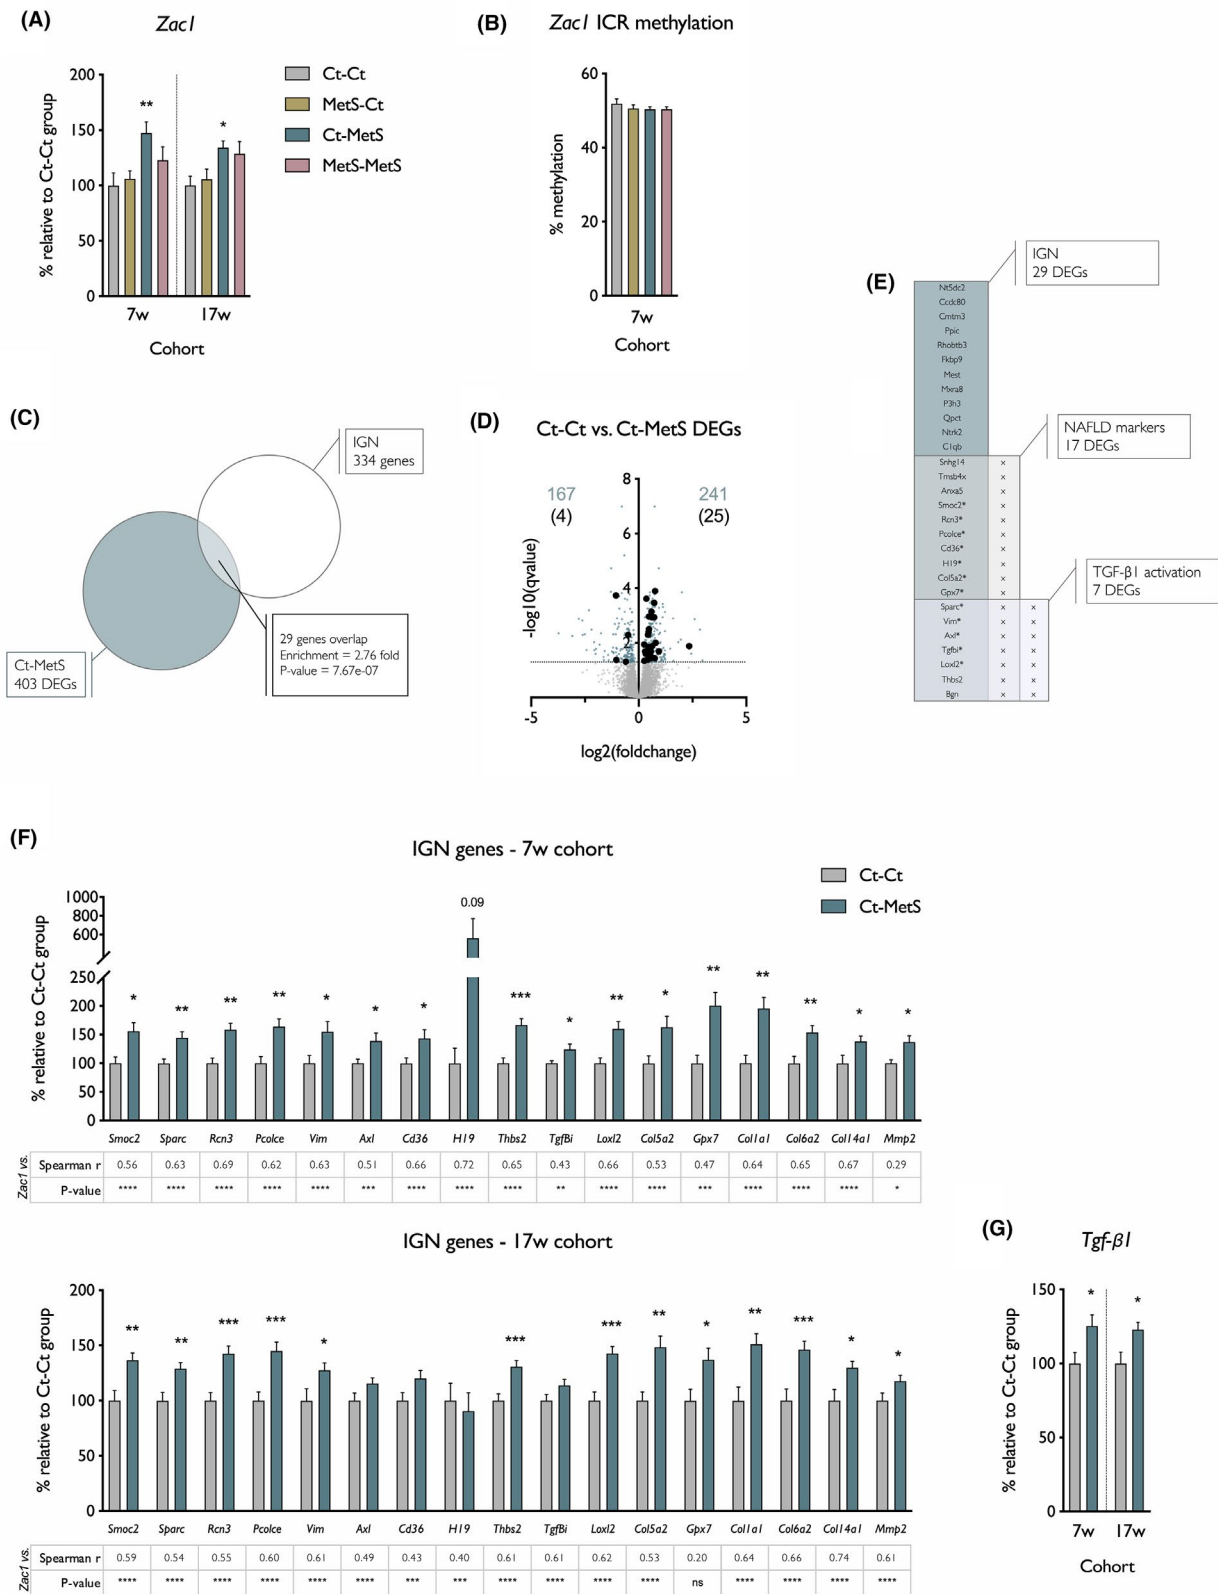 (A)
Zac1
% relative to Ct-Ct group
200
150
100
50
0
**
*
7w 17w
Cohort
Ct-Ct
MetS-Ct
Ct-MetS
MetS-MetS
(B)
Zac1 ICR methylation
% methylation
60
40
20
0
7w
Cohort
(C)
IGN
334 genes
Ct-MetS
403 DEGs
29 genes overlap
Enrichment = 2.76 fold
P-value = 7.67e-07
(D)
Ct-Ct vs. Ct-MetS DEGs
167
(4)
241
(25)
-log10(qvalue)
8
6
4
2
-5 0 5
log2(foldchange)
(E)
IGN
29 DEGs
Nt5dc2
Ccdc80
Cmtm3
Ppic
Rhobtb3
Fkbp9
Mest
Mxra8
P3h3
Qpct
Ntrk2
C1qb
NAFLD markers
17 DEGs
Snhg14 ×
Tmsb4x ×
Anxa5 ×
Smoc2* ×
Rcn3* ×
Pcolce* ×
Cd36* ×
H19* ×
Col5a2* ×
Gpx7* ×
TGF-β1 activation
7 DEGs
Sparc* × ×
Vim* × ×
Axl* × ×
Tgfbi* × ×
Loxl2* × ×
Thbs2 × ×
Bgn × ×
(F)
IGN genes - 7w cohort
Ct-Ct
Ct-MetS
% relative to Ct-Ct group
1000
800
600
250
200
150
100
50
0
* ** ** ** * * * 0.09 *** * ** * ** ** ** * *
Smoc2 Sparc Rcn3 Pcolce Vim Axl Cd36 H19 Thbs2 TgfBi Loxl2 Col5a2 Gpx7 Col1a1 Col6a2 Col14a1 Mmp2
Zac1 vs.
Spearman r 0.56 0.63 0.69 0.62 0.63 0.51 0.66 0.72 0.65 0.43 0.66 0.53 0.47 0.64 0.65 0.67 0.29
P-value **** **** **** **** **** *** **** **** **** ** **** **** *** **** **** **** *
IGN genes - 17w cohort
% relative to Ct-Ct group
200
150
100
50
0
** ** *** *** * *** *** ** * ** *** * *
Smoc2 Sparc Rcn3 Pcolce Vim Axl Cd36 H19 Thbs2 TgfBi Loxl2 Col5a2 Gpx7 Col1a1 Col6a2 Col14a1 Mmp2
Zac1 vs.
Spearman r 0.59 0.54 0.55 0.60 0.61 0.49 0.43 0.40 0.61 0.61 0.62 0.53 0.20 0.64 0.66 0.74 0.61
P-value **** **** **** **** **** **** *** *** **** **** **** **** ns **** **** **** ****
(G)
Tgf-β1
% relative to Ct-Ct group
150
100
50
0
* *
7w 17w
Cohort